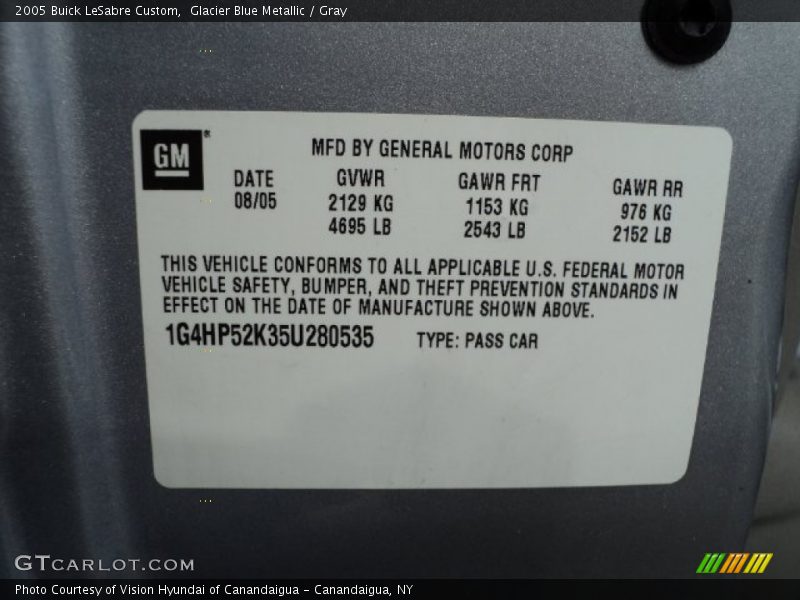 2005 Buick LeSabre Custom,  Glacier Blue Metallic / Gray
GM®
MFD BY GENERAL MOTORS CORP
DATE GVWR GAWR FRT GAWR RR
08/05 2129 KG 1153 KG 976 KG
4695 LB 2543 LB 2152 LB
THIS VEHICLE CONFORMS TO ALL APPLICABLE U.S. FEDERAL MOTOR
VEHICLE SAFETY, BUMPER, AND THEFT PREVENTION STANDARDS IN
EFFECT ON THE DATE OF MANUFACTURE SHOWN ABOVE.
1G4HP52K35U280535 TYPE: PASS CAR
GTCARLOT.COM
Photo Courtesy of Vision Hyundai of Canandaigua - Canandaigua, NY